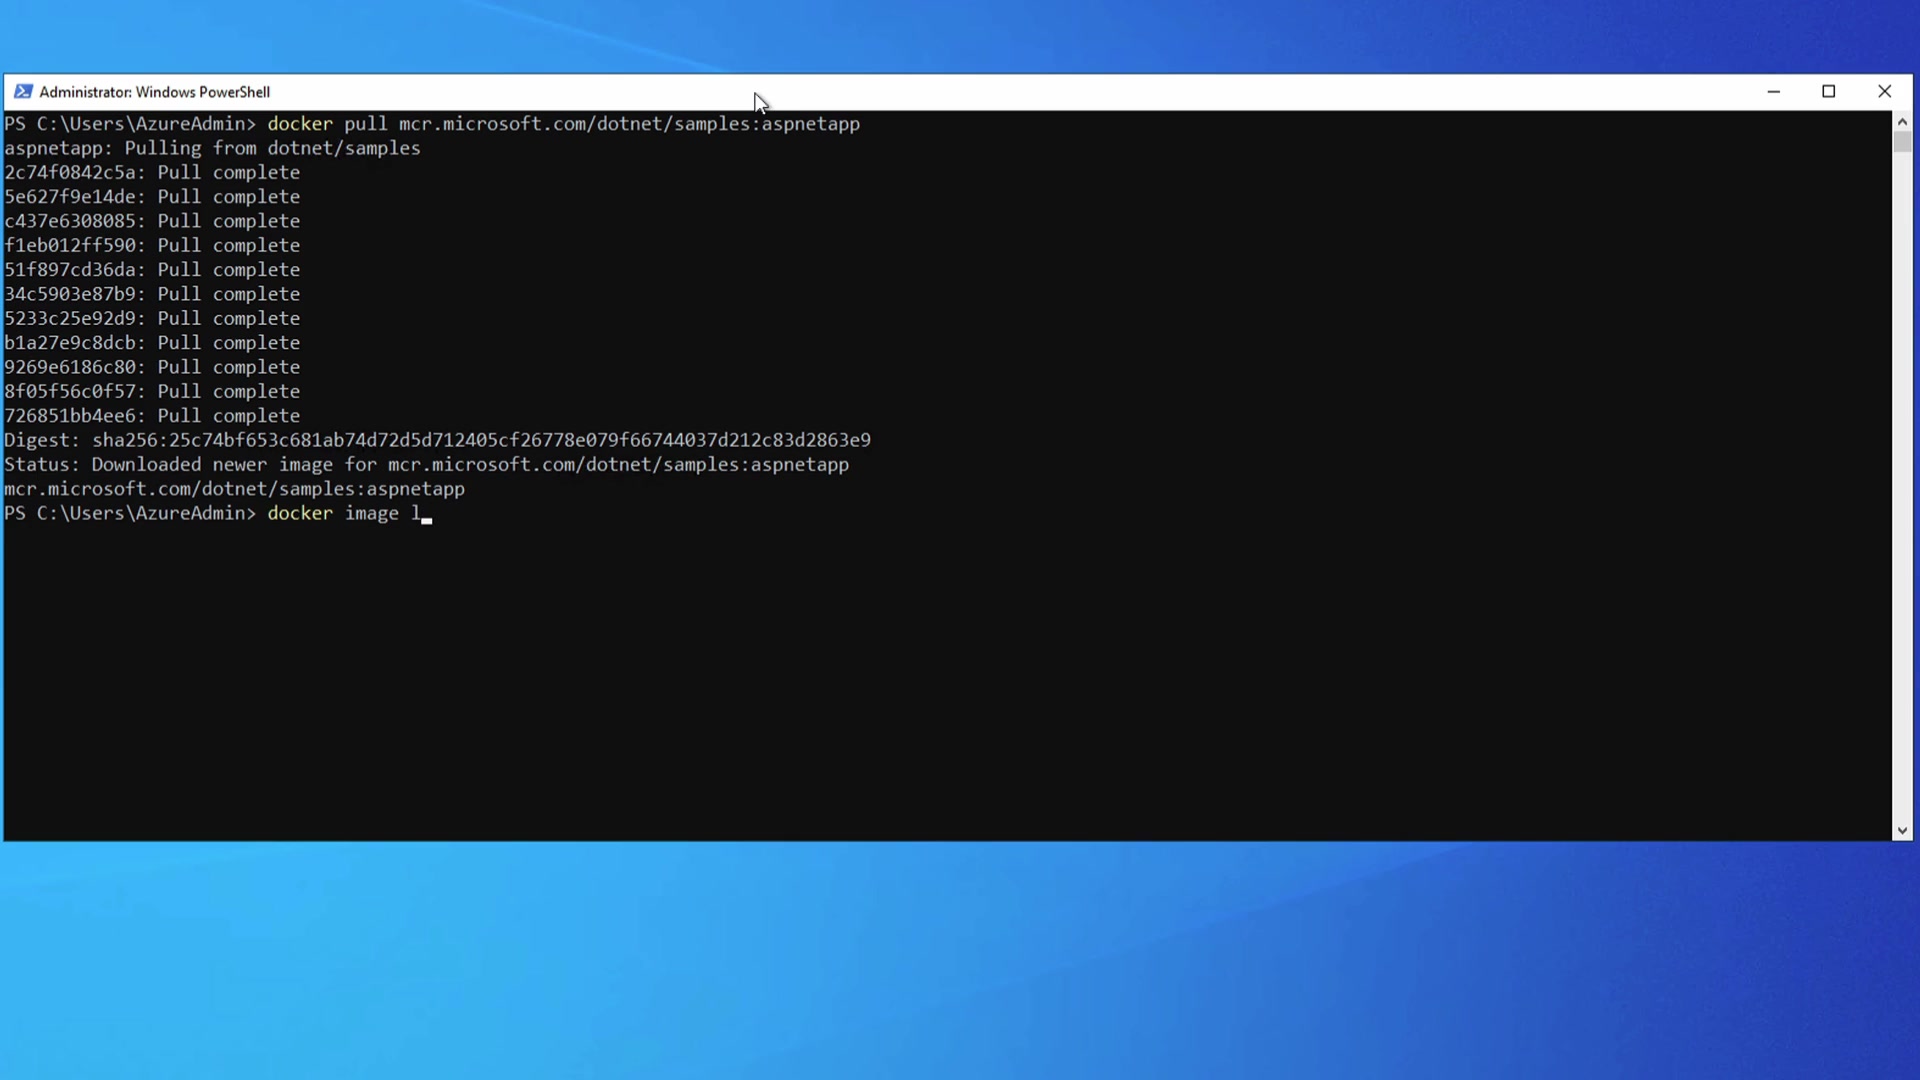 Administrator: Windows PowerShell
PS C:\Users\AzureAdmin> docker pull mcr.microsoft.com/dotnet/samples:aspnetapp
aspnetapp: Pulling from dotnet/samples
2c74f0842c5a: Pull complete
5e627f9e14de: Pull complete
c437e6308085: Pull complete
f1eb012ff590: Pull complete
51f897cd36da: Pull complete
34c5903e87b9: Pull complete
5233c25e92d9: Pull complete
b1a27e9c8dcb: Pull complete
9269e6186c80: Pull complete
8f05f56c0f57: Pull complete
726851bb4ee6: Pull complete
Digest: sha256:25c74bf653c681ab74d72d5d712405cf26778e079f66744037d212c83d2863e9
Status: Downloaded newer image for mcr.microsoft.com/dotnet/samples:aspnetapp
mcr.microsoft.com/dotnet/samples:aspnetapp
PS C:\Users\AzureAdmin> docker image l